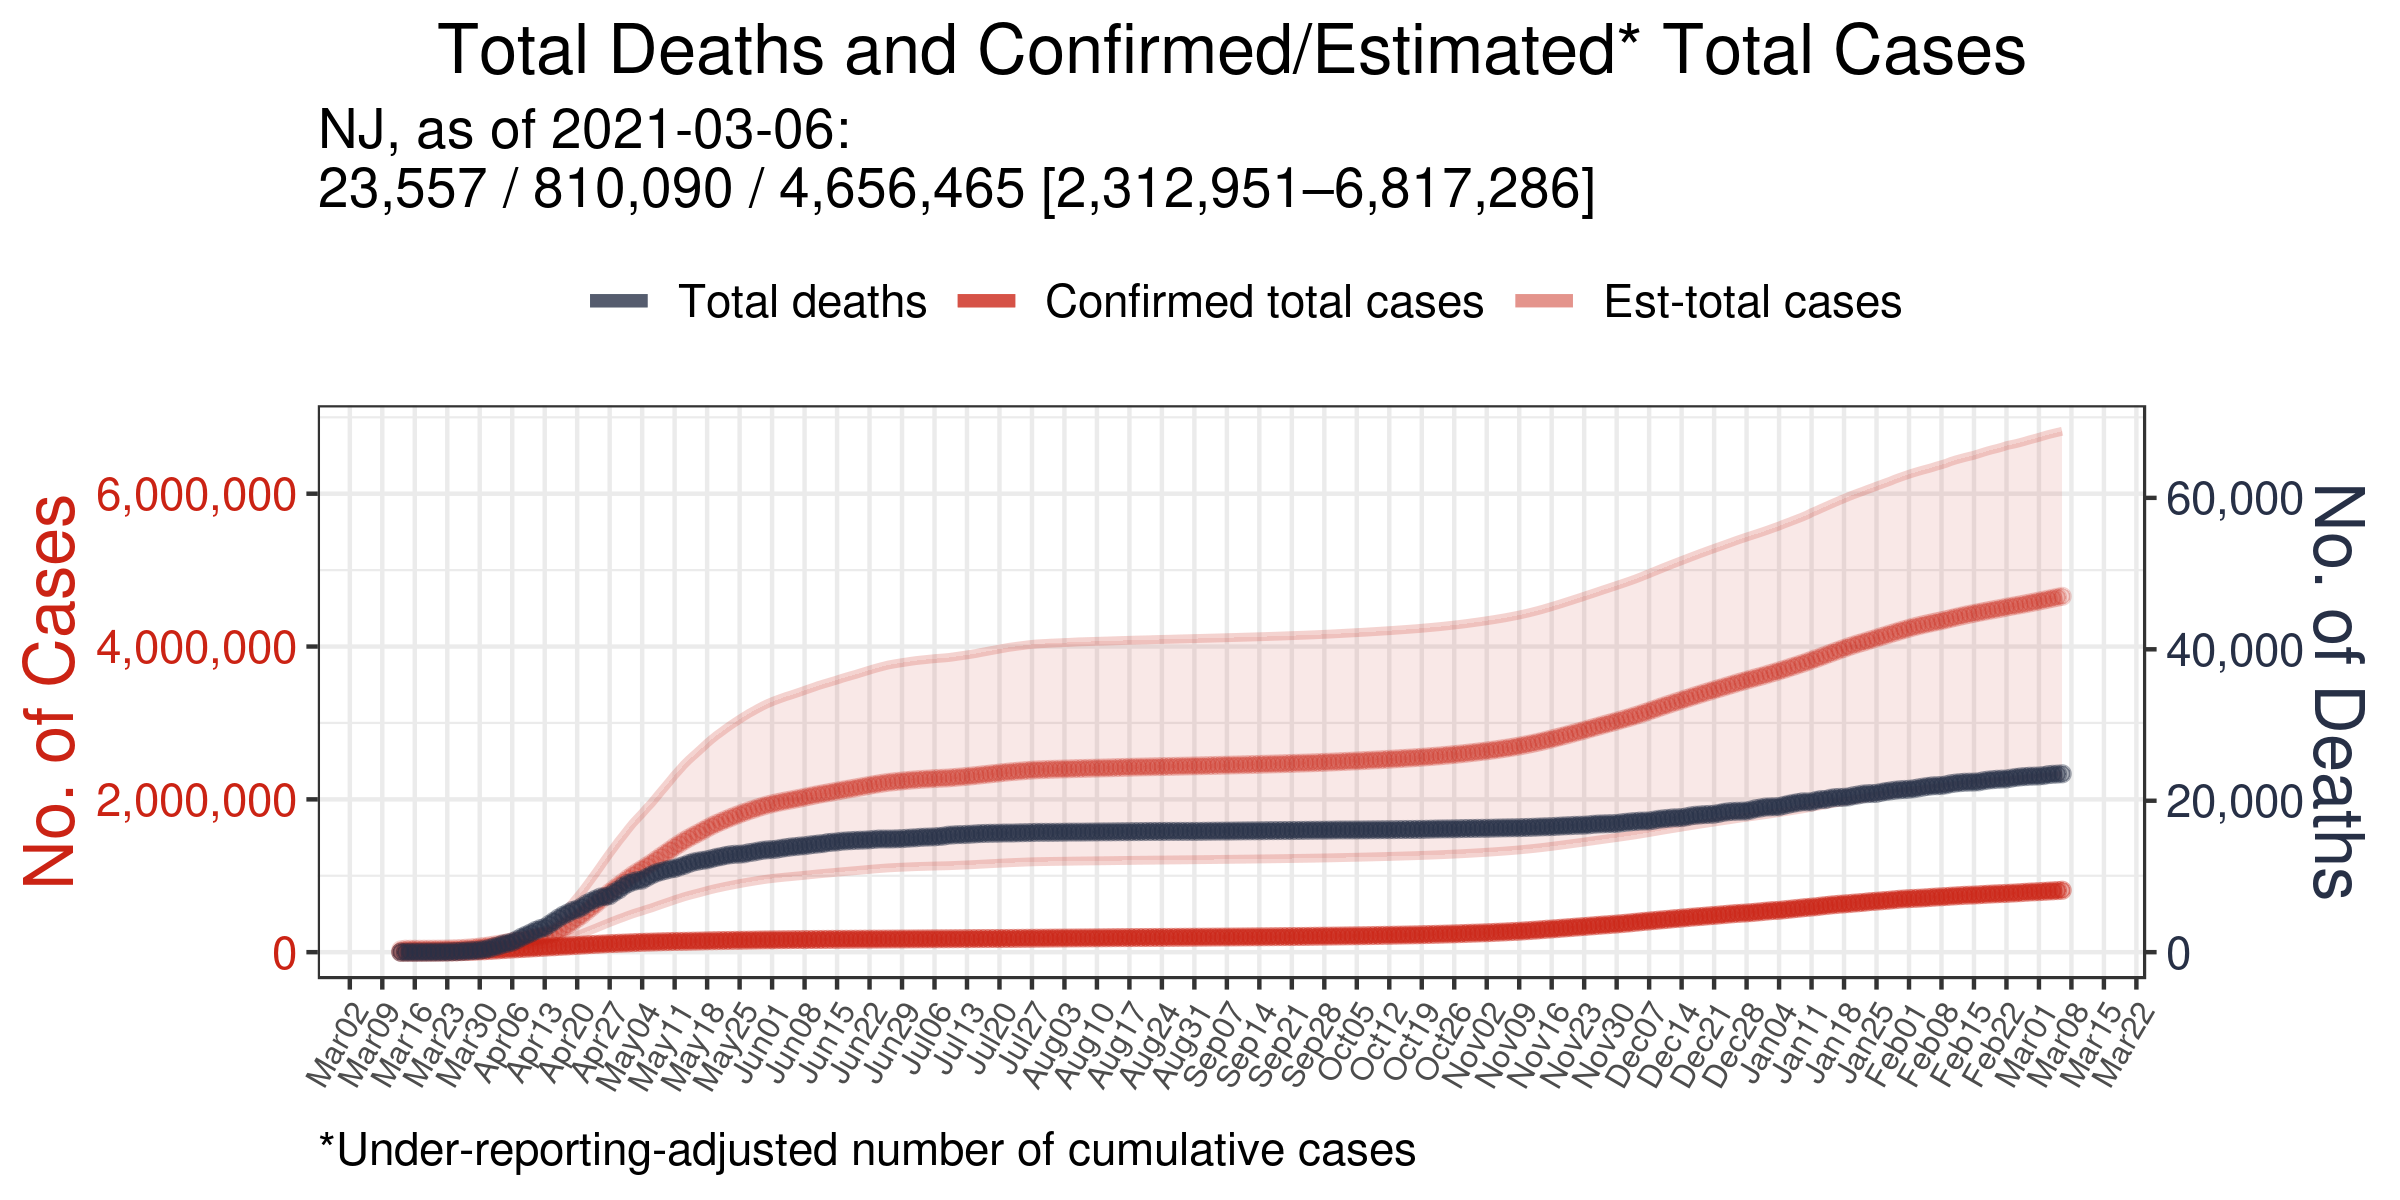 Total Deaths and Confirmed/Estimated* Total Cases
NJ, as of 2021-03-06:
23,557 / 810,090 / 4,656,465 [2,312,951–6,817,286]
Total deaths
Confirmed total cases
Est-total cases
No. of Cases
6,000,000
4,000,000
2,000,000
0
60,000
40,000
20,000
0
No. of Deaths
Mar02
Mar09
Mar16
Mar23
Mar30
Apr06
Apr13
Apr20
Apr27
May04
May11
May18
May25
Jun01
Jun08
Jun15
Jun22
Jun29
Jul06
Jul13
Jul20
Jul27
Aug03
Aug10
Aug17
Aug24
Aug31
Sep07
Sep14
Sep21
Sep28
Oct05
Oct12
Oct19
Oct26
Nov02
Nov09
Nov16
Nov23
Nov30
Dec07
Dec14
Dec21
Dec28
Jan04
Jan11
Jan18
Jan25
Feb01
Feb08
Feb15
Feb22
Mar01
Mar08
Mar15
Mar22
*Under-reporting-adjusted number of cumulative cases